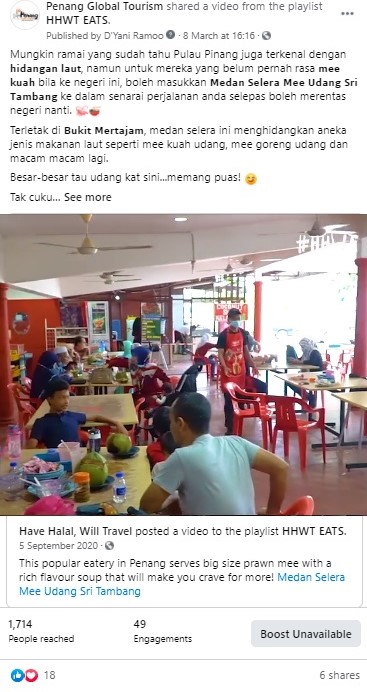 Penang Global Tourism shared a video from the playlist
HHWT EATS.
Published by D'Yani Ramoo · 8 March at 16:16 ·
Mungkin ramai yang sudah tahu Pulau Pinang juga terkenal dengan
hidangan laut, namun untuk mereka yang belum pernah rasa mee
kuah bila ke negeri ini, boleh masukkan Medan Selera Mee Udang Sri
Tambang ke dalam senarai perjalanan anda selepas boleh merentas
negeri nanti. 🦐🍲
Terletak di Bukit Mertajam, medan selera ini menghidangkan aneka
jenis makanan laut seperti mee kuah udang, mee goreng udang dan
macam macam lagi.
Besar-besar tau udang kat sini...memang puas! 😋
Tak cuku... See more
Have Halal, Will Travel posted a video to the playlist HHWT EATS.
5 September 2020 ·
This popular eatery in Penang serves big size prawn mee with a
rich flavour soup that will make you crave for more! Medan Selera
Mee Udang Sri Tambang
1,714
People reached
49
Engagements
Boost Unavailable
18
6 shares